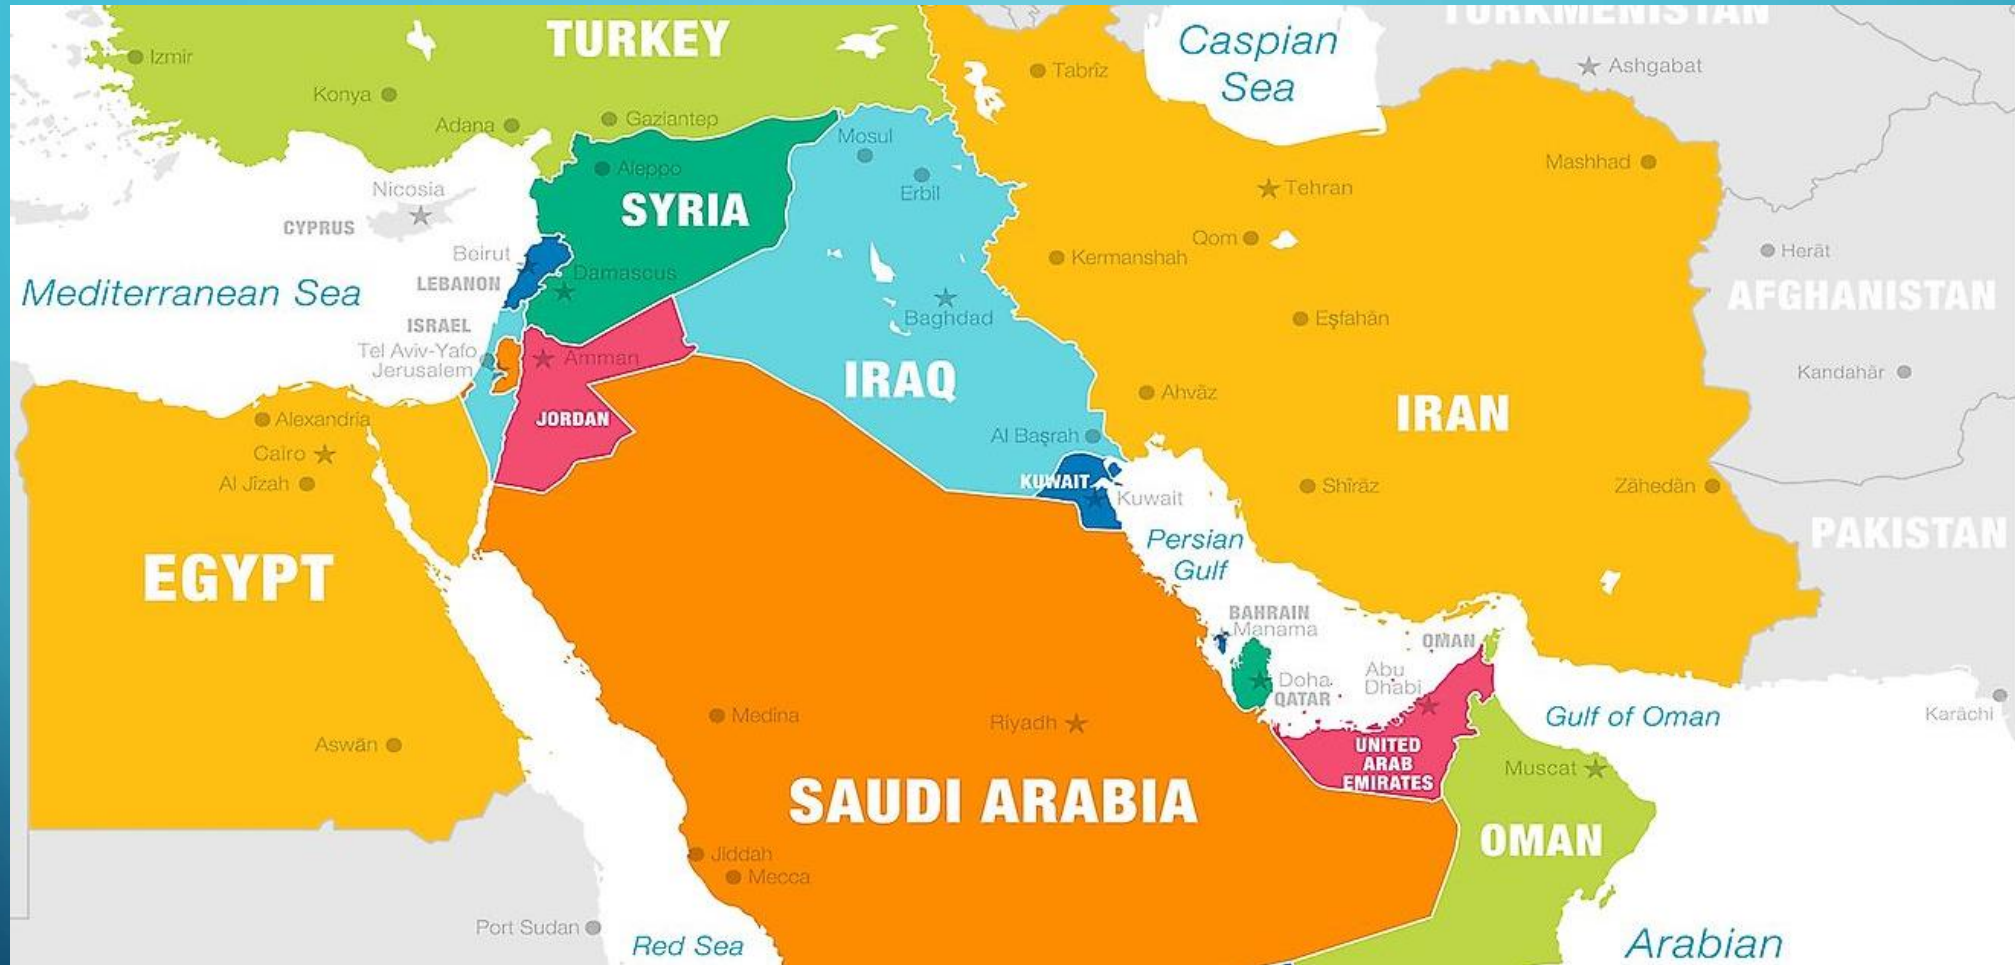 TURKMENISTAN
Caspian
Sea
TURKEY
Izmir
Ashgabat
Tabrīz
Konya
Gaziantep
Adana
Mosul
Mashhad
Aleppo
Nicosia
Erbil
Tehran
SYRIA
CYPRUS
Qom
Beirut
Kermanshah
Herāt
Damascus
LEBANON
Mediterranean Sea
AFGHANISTAN
Baghdad
Eşfahān
ISRAEL
Tel Aviv-Yafo
Amman
Jerusalem
IRAQ
Kandahār
Ahvāz
IRAN
JORDAN
Alexandria
Al Başrah
Cairo
Al Jīzah
KUWAIT
Kuwait
Shīrāz
Zāhedān
PAKISTAN
Persian
Gulf
EGYPT
BAHRAIN
Manama
OMAN
Abu
Dhabi
Doha
QATAR
Medina
Riyadh
Gulf of Oman
Karāchi
Aswān
UNITED
ARAB
EMIRATES
Muscat
SAUDI ARABIA
OMAN
Jiddah
Mecca
Port Sudan
Red Sea
Arabian